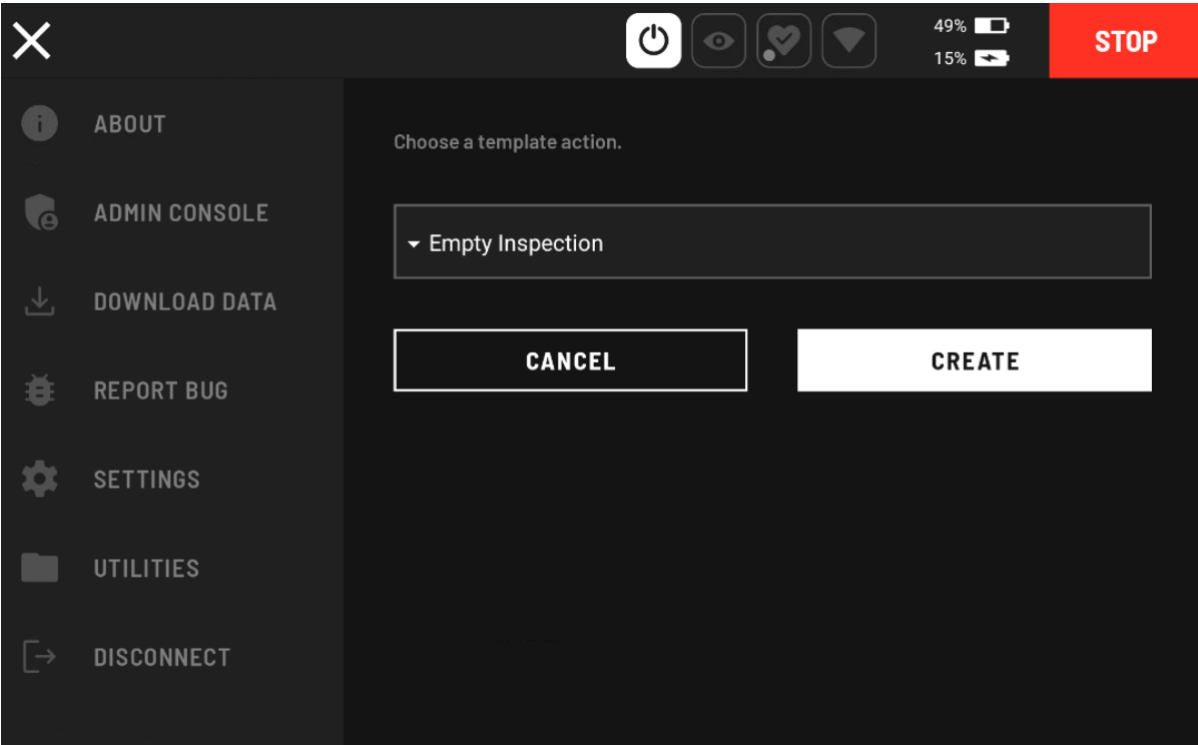 49%
15%
STOP
ABOUT
ADMIN CONSOLE
DOWNLOAD DATA
REPORT BUG
SETTINGS
UTILITIES
DISCONNECT
Choose a template action.
Empty Inspection
CANCEL
CREATE